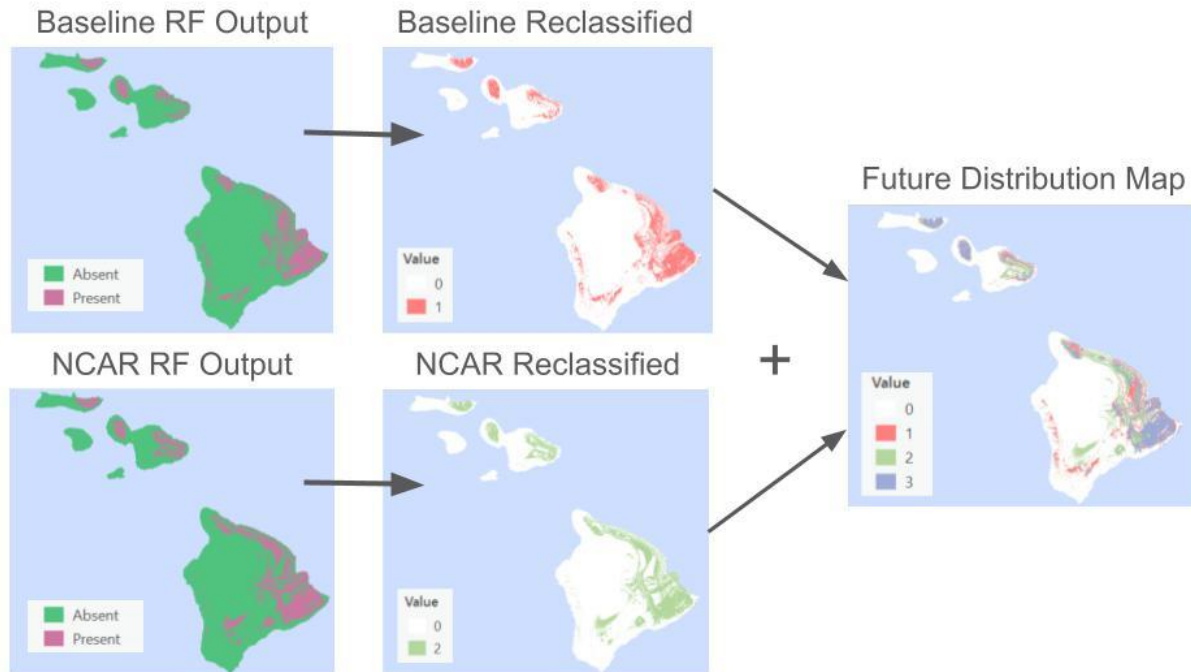 Baseline RF Output
Baseline Reclassified
Absent
Present
Value
0
1
Future Distribution Map
+
Value
0
1
2
3
NCAR RF Output
NCAR Reclassified
Absent
Present
Value
0
2